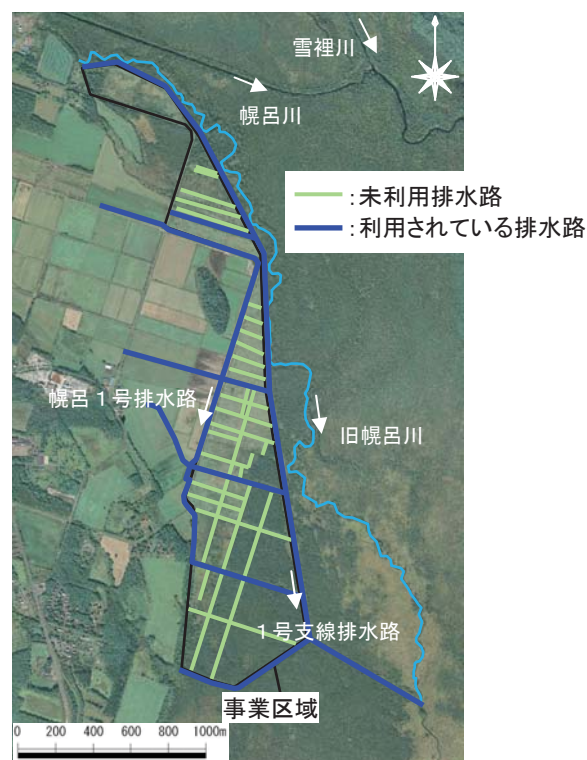 雪裡川
幌呂川
：未利用排水路
：利用されている排水路
幌呂１号排水路
旧幌呂川
１号支線排水路
事業区域
0 200 400 600 800 1000m